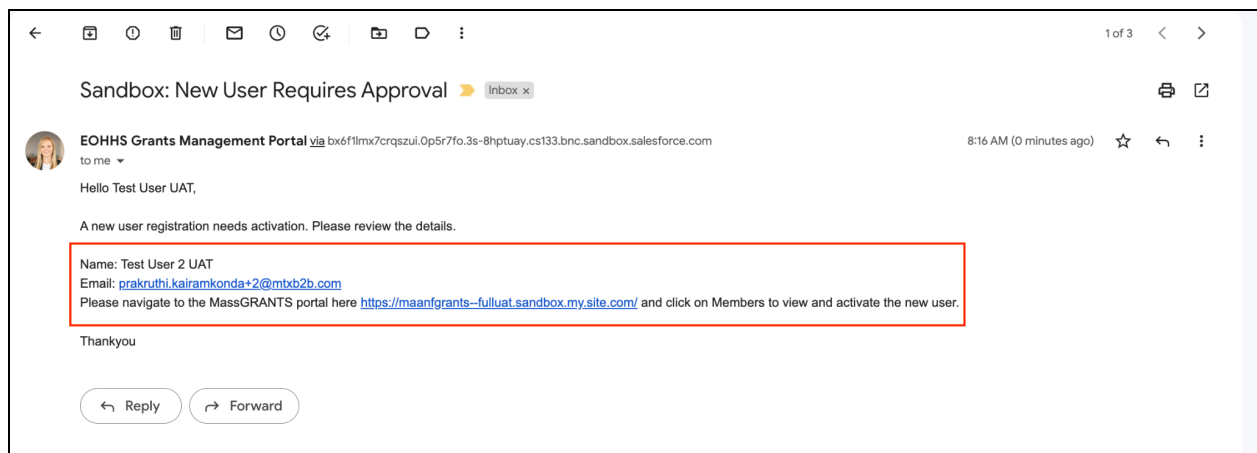 1 of 3
Sandbox: New User Requires Approval Inbox x
EOHHS Grants Management Portal via bx6f1lmx7crqszui.0p5r7fo.3s-8hptuay.cs133.bnc.sandbox.salesforce.com 8:16 AM (0 minutes ago)
to me
Hello Test User UAT,
A new user registration needs activation. Please review the details.
Name: Test User 2 UAT
Email: prakruthi.kairamkonda+2@mtxb2b.com
Please navigate to the MassGRANTS portal here https://maanfgrants--fulluat.sandbox.my.site.com/ and click on Members to view and activate the new user.
Thankyou
Reply Forward